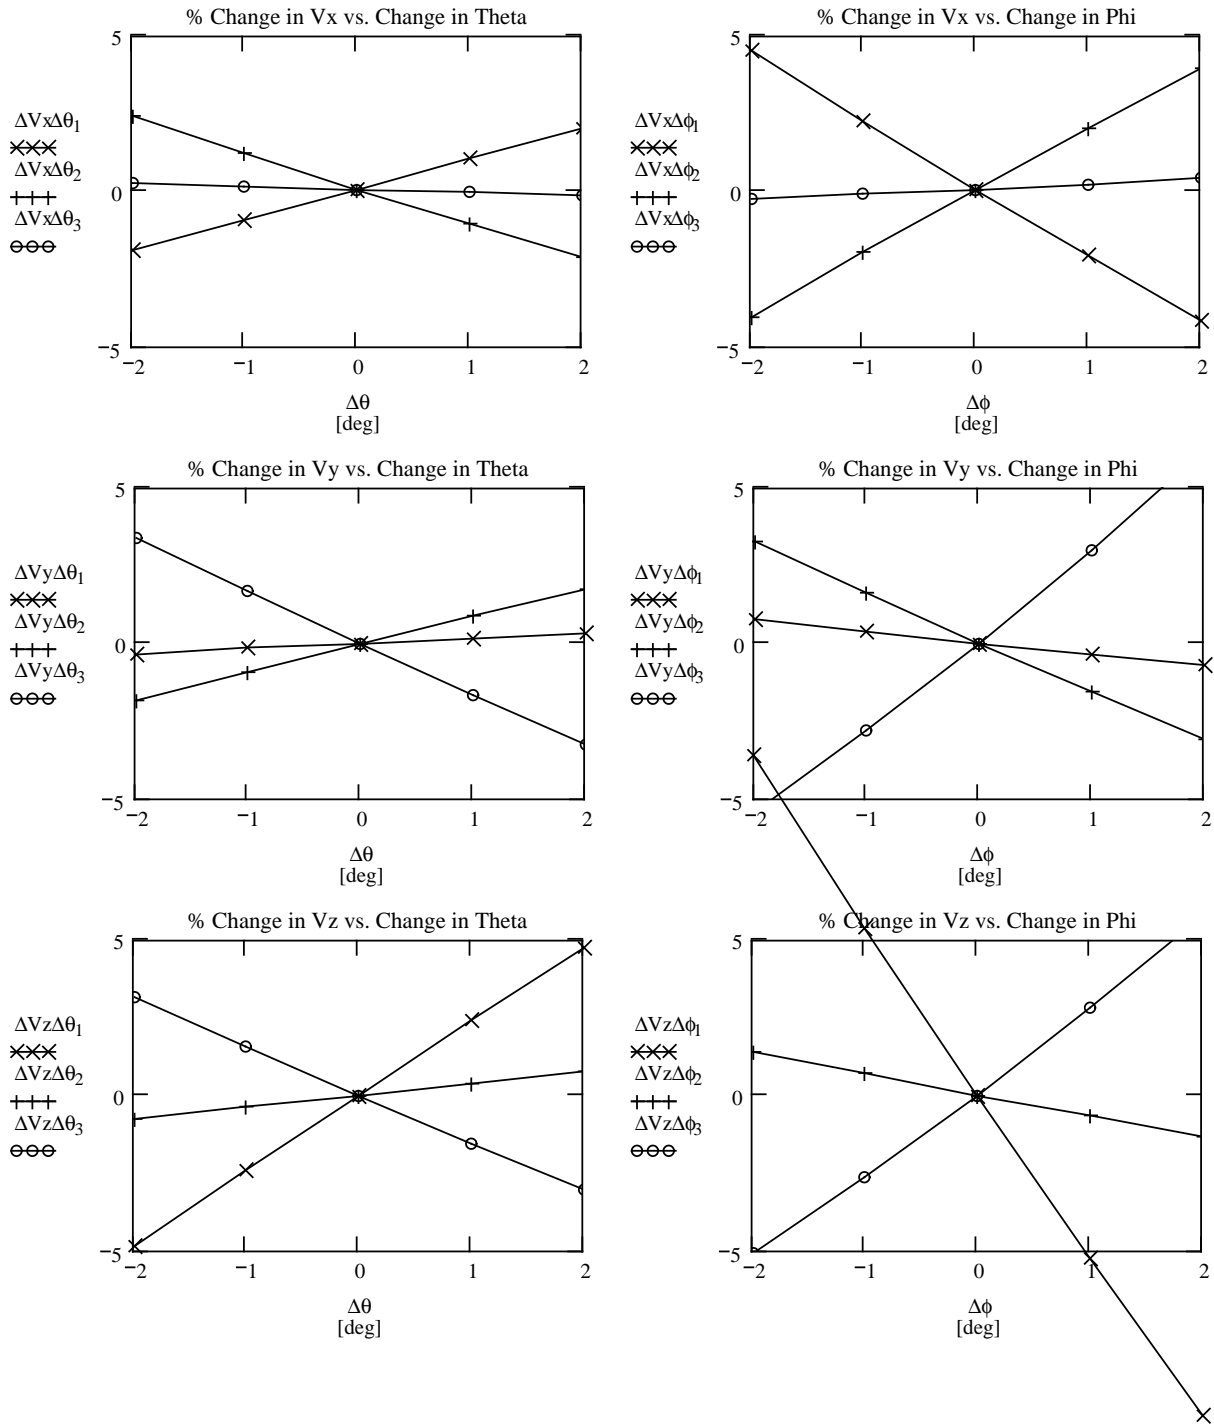 % Change in Vx vs. Change in Theta
5
ΔVxΔθ1
ΔVxΔθ2
0
ΔVxΔθ3
−5
−2 −1 0 1 2
Δθ
[deg]
% Change in Vx vs. Change in Phi
5
ΔVxΔϕ1
ΔVxΔϕ2
0
ΔVxΔϕ3
−5
−2 −1 0 1 2
Δϕ
[deg]
% Change in Vy vs. Change in Theta
5
ΔVyΔθ1
ΔVyΔθ2
0
ΔVyΔθ3
−5
−2 −1 0 1 2
Δθ
[deg]
% Change in Vy vs. Change in Phi
5
ΔVyΔϕ1
ΔVyΔϕ2
0
ΔVyΔϕ3
−5
−2 −1 0 1 2
Δϕ
[deg]
% Change in Vz vs. Change in Theta
5
ΔVzΔθ1
ΔVzΔθ2
0
ΔVzΔθ3
−5
−2 −1 0 1 2
Δθ
[deg]
% Change in Vz vs. Change in Phi
5
ΔVzΔϕ1
ΔVzΔϕ2
0
ΔVzΔϕ3
−5
−2 −1 0 1 2
Δϕ
[deg]